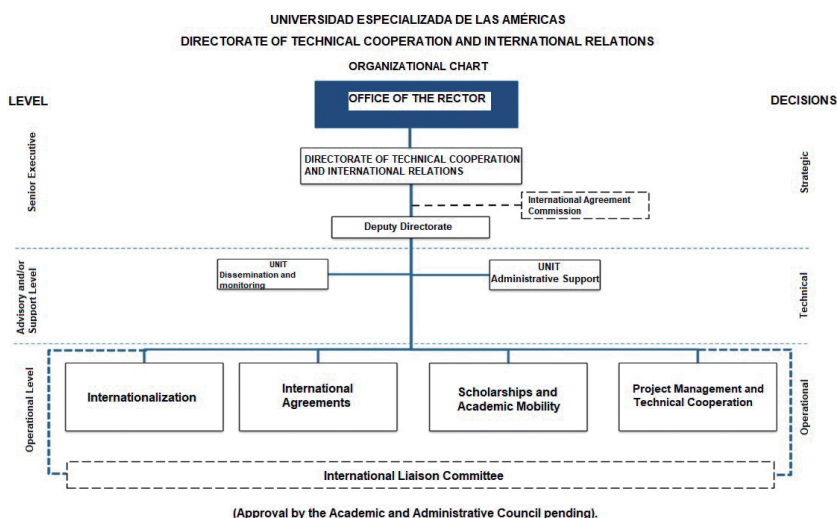 UNIVERSIDAD ESPECIALIZADA DE LAS AMÉRICAS
DIRECTORATE OF TECHNICAL COOPERATION AND INTERNATIONAL RELATIONS
ORGANIZATIONAL CHART
LEVEL
DECISIONS
OFFICE OF THE RECTOR
Senior Executive
Strategic
DIRECTORATE OF TECHNICAL COOPERATION
AND INTERNATIONAL RELATIONS
International Agreement
Commission
Deputy Directorate
Advisory and/or
Support Level
Technical
UNIT
Dissemination and
monitoring
UNIT
Administrative Support
Operational Level
Operational
Internationalization
International
Agreements
Scholarships and
Academic Mobility
Project Management and
Technical Cooperation
International Liaison Committee
(Approval by the Academic and Administrative Council pending).